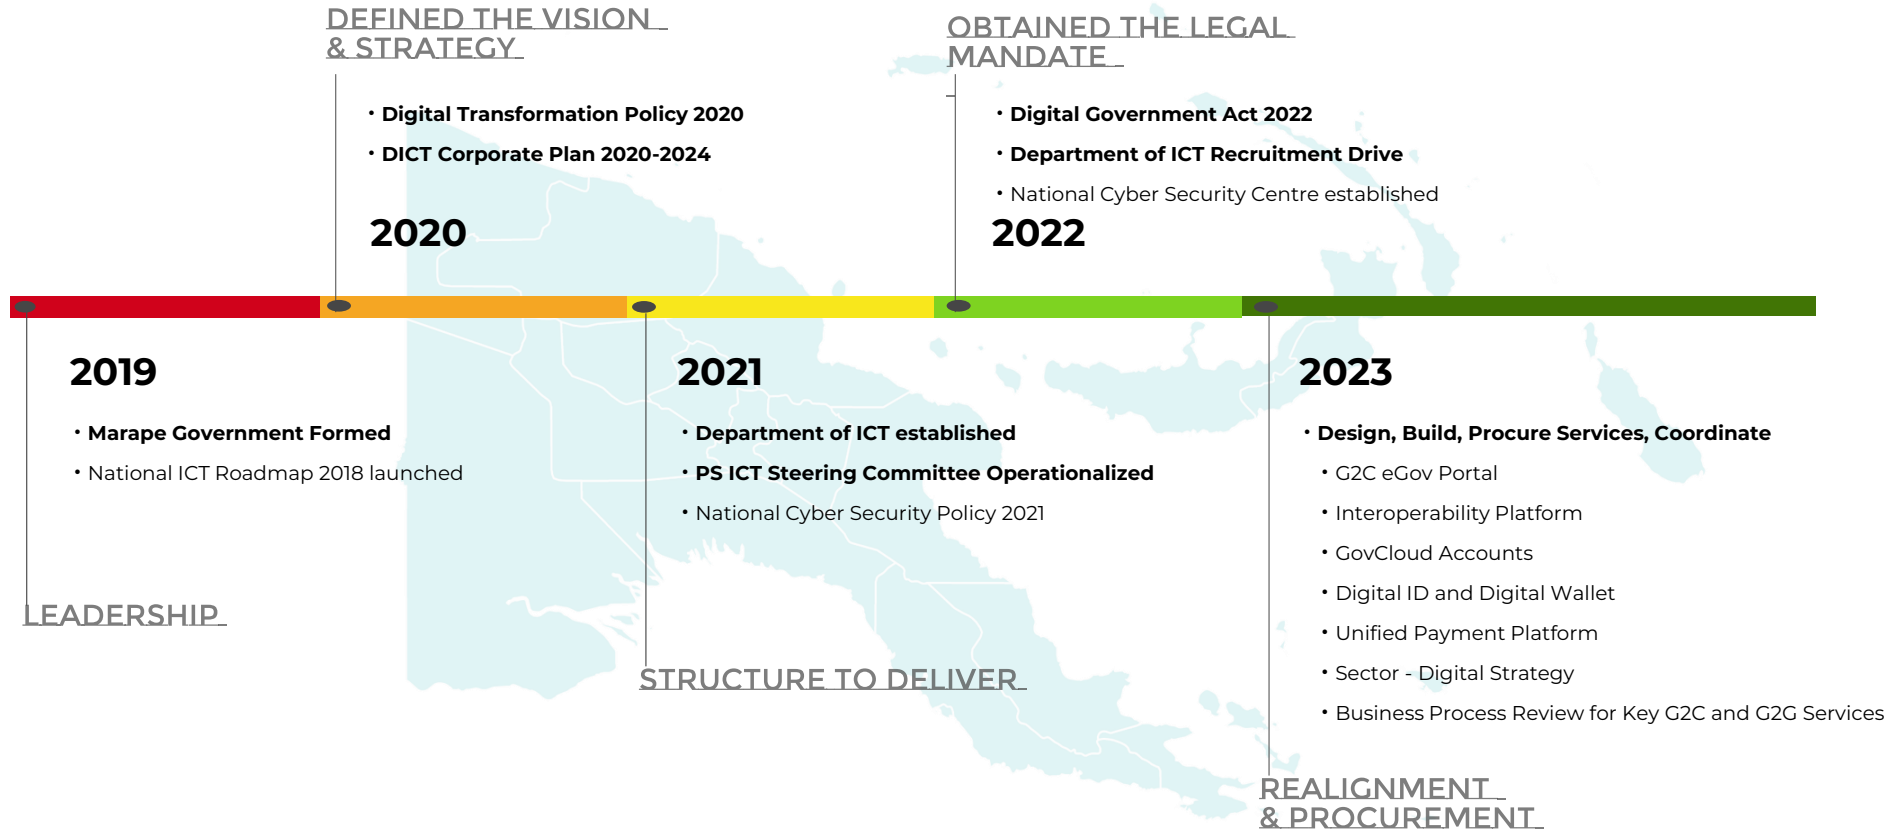 DEFINED THE VISION
& STRATEGY
• Digital Transformation Policy 2020
• DICT Corporate Plan 2020-2024
2020
OBTAINED THE LEGAL
MANDATE
• Digital Government Act 2022
• Department of ICT Recruitment Drive
• National Cyber Security Centre established
2022
2019
• Marape Government Formed
• National ICT Roadmap 2018 launched
LEADERSHIP
2021
• Department of ICT established
• PS ICT Steering Committee Operationalized
• National Cyber Security Policy 2021
STRUCTURE TO DELIVER
2023
• Design, Build, Procure Services, Coordinate
• G2C eGov Portal
• Interoperability Platform
• GovCloud Accounts
• Digital ID and Digital Wallet
• Unified Payment Platform
• Sector - Digital Strategy
• Business Process Review for Key G2C and G2G Services
REALIGNMENT
& PROCUREMENT